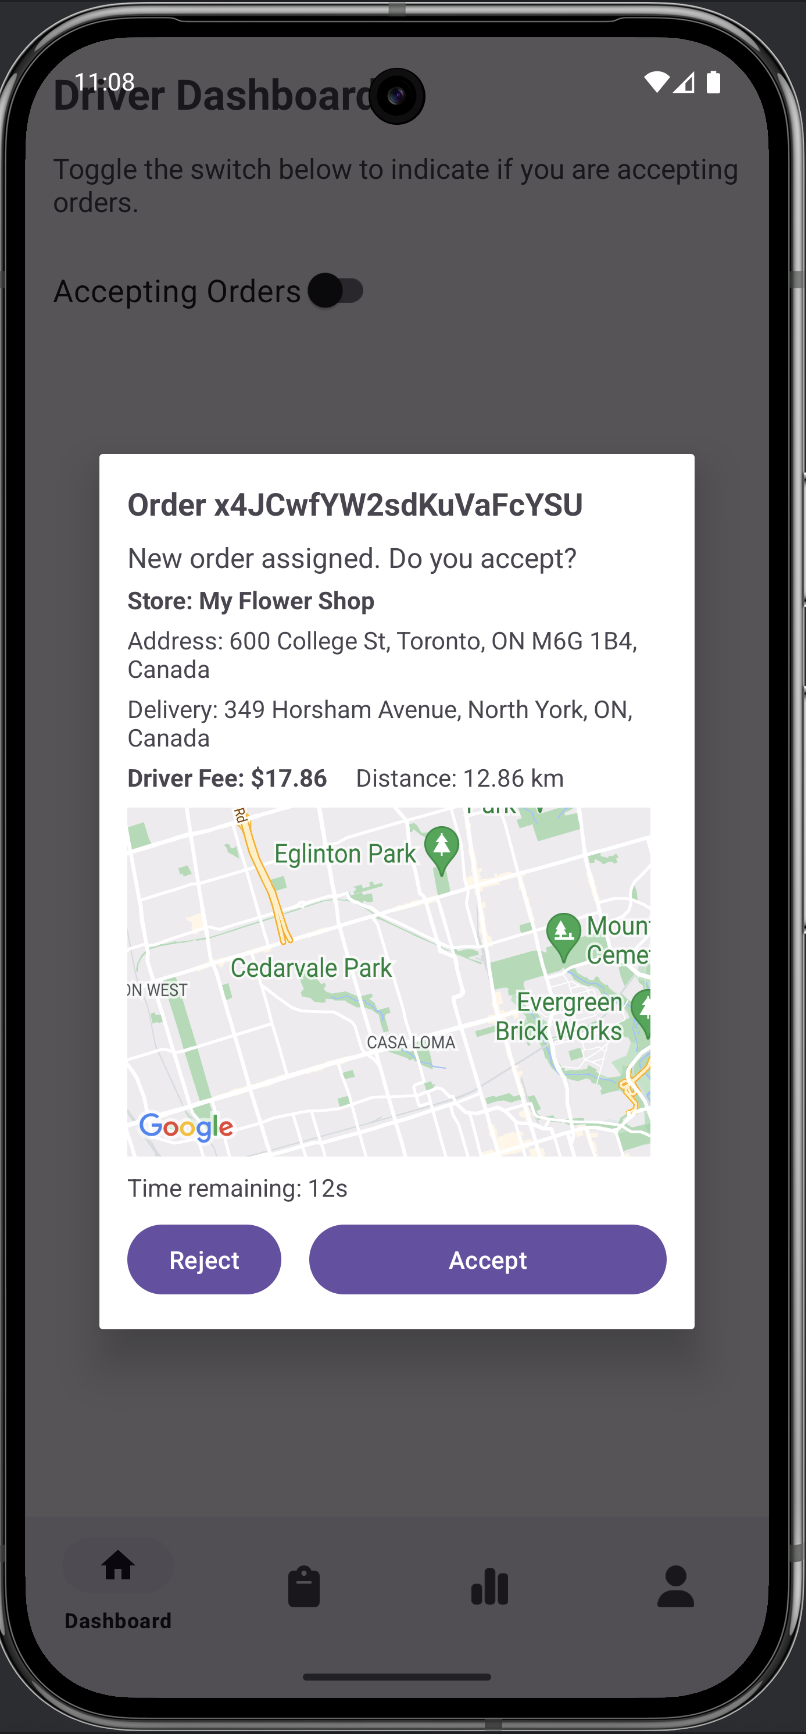 11:08
Driver Dashboard
Toggle the switch below to indicate if you are accepting
orders.
Accepting Orders
Order x4JCwfYW2sdKuVaFcYSU
New order assigned. Do you accept?
Store: My Flower Shop
Address: 600 College St, Toronto, ON M6G 1B4,
Canada
Delivery: 349 Horsham Avenue, North York, ON,
Canada
Driver Fee: $17.86 Distance: 12.86 km
Rd
Park
Eglinton Park
Moun
Ceme
Cedarvale Park
ON WEST
Evergreen
Brick Works
CASA LOMA
Google
Time remaining: 12s
Reject
Accept
Dashboard